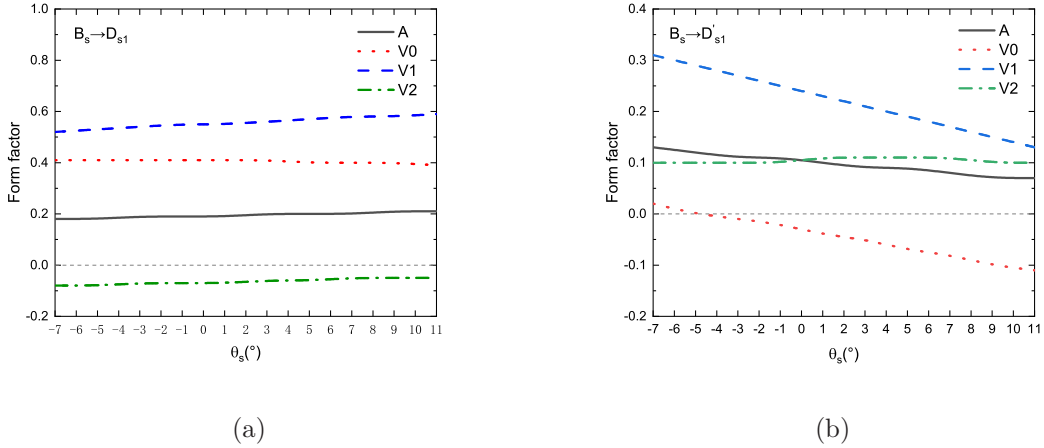 B_s→D_s1
A
V0
V1
V2
Form factor
1.0
0.8
0.6
0.4
0.2
0.0
-0.2
-7 -6 -5 -4 -3 -2 -1 0 1 2 3 4 5 6 7 8 9 10 11
θ_s(°)
(a)
B_s→D'_s1
A
V0
V1
V2
Form factor
0.4
0.3
0.2
0.1
0.0
-0.1
-0.2
-7 -6 -5 -4 -3 -2 -1 0 1 2 3 4 5 6 7 8 9 10 11
θ_s(°)
(b)